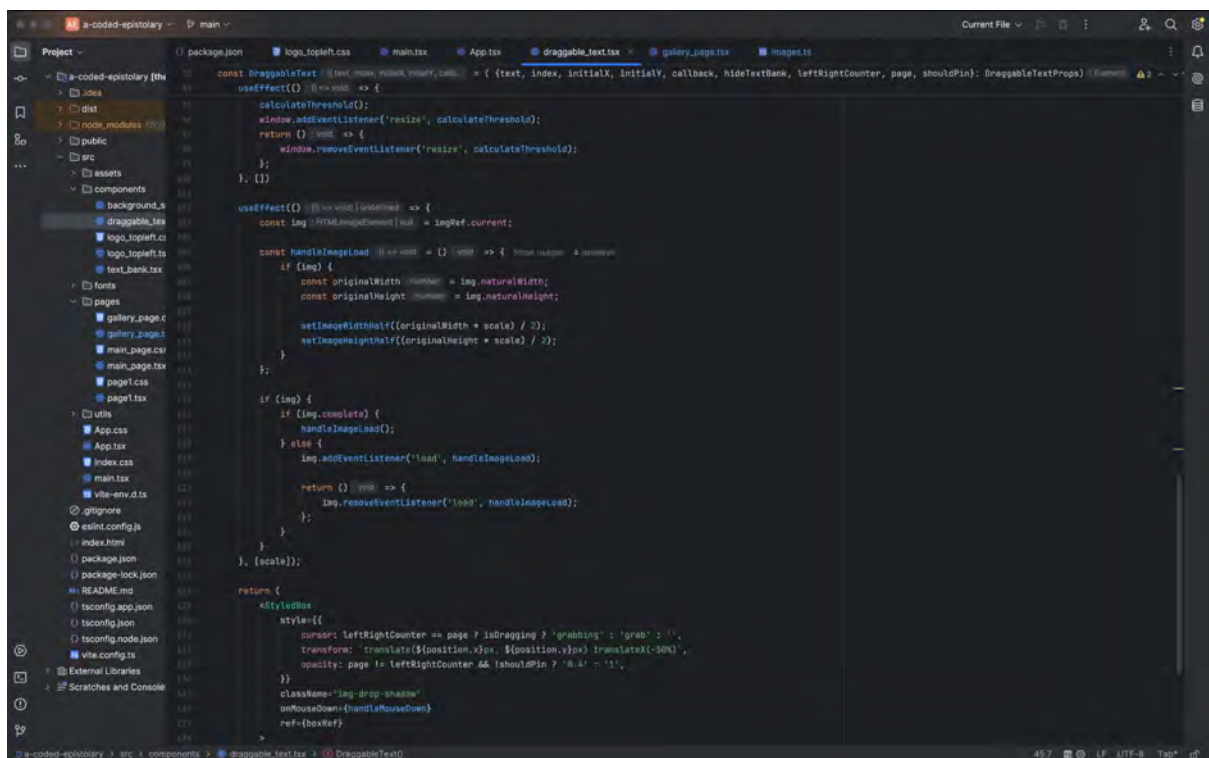 a-coded-epistolary
main
Current File
Project
package.json
logo_topleft.css
main.tsx
App.tsx
draggable_text.tsx
gallery_page.tsx
images.ts
a-coded-epistolary [the
.idea
dist
node_modules
public
src
assets
components
background_s
draggable_tex
logo_topleft.cs
logo_topleft.ts
text_bank.tsx
fonts
pages
gallery_page.c
gallery_page.t
main_page.css
main_page.tsx
page1.css
page1.tsx
utils
App.css
App.tsx
index.css
main.tsx
vite-env.d.ts
.gitignore
eslint.config.js
index.html
package.json
package-lock.json
README.md
tsconfig.app.json
tsconfig.json
tsconfig.node.json
vite.config.ts
External Libraries
Scratches and Console
const DraggableText = ( {text, index, initialX, initialY, callback, hideTextBank, leftRightCounter, page, shouldPin}: DraggableTextProps)
2
useEffect(() => {
calculateThreshold();
window.addEventListener('resize', calculateThreshold);
return () => {
window.removeEventListener('resize', calculateThreshold);
};
}, [])
useEffect(() => {
const img : HTMLImageElement | null = imgRef.current;
const handleImageLoad = () => {
if (img) {
const originalWidth = img.naturalWidth;
const originalHeight = img.naturalHeight;
setImageWidthHalf((originalWidth * scale) / 2);
setImageHeightHalf((originalHeight * scale) / 2);
}
};
if (img) {
if (img.complete) {
handleImageLoad();
} else {
img.addEventListener('load', handleImageLoad);
return () => {
img.removeEventListener('load', handleImageLoad);
};
}
}
}, [scale]);
return (
<StyledBox
style={{
cursor: leftRightCounter == page ? isDragging ? 'grabbing' : 'grab' : '',
transform: `translate(${position.x}px, ${position.y}px) translateX(-50%)`,
opacity: page != leftRightCounter && !shouldPin ? '0.4' : '1',
}}
className="img-drop-shadow"
onMouseDown={handleMouseDown}
ref={boxRef}
>
a-coded-epistolary > src > components > draggable_text.tsx > DraggableText()
45:7 LF UTF-8 Tab*